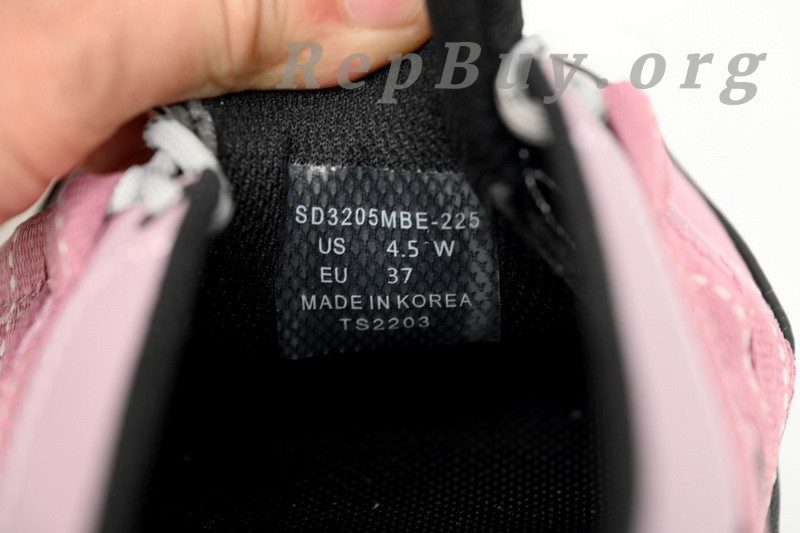 RepBuy.org
SD3205MBE-225
US 4.5 W
EU 37
MADE IN KOREA
TS2203